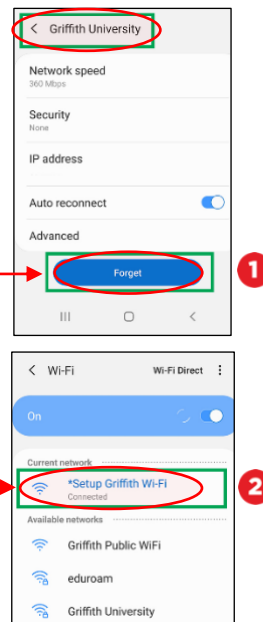 < Griffith University
Network speed
360 Mbps
Security
None
IP address
Auto reconnect
Advanced
Forget
1
< Wi-Fi Wi-Fi Direct
On
Current network
*Setup Griffith Wi-Fi
Connected
2
Available networks
Griffith Public WiFi
eduroam
Griffith University